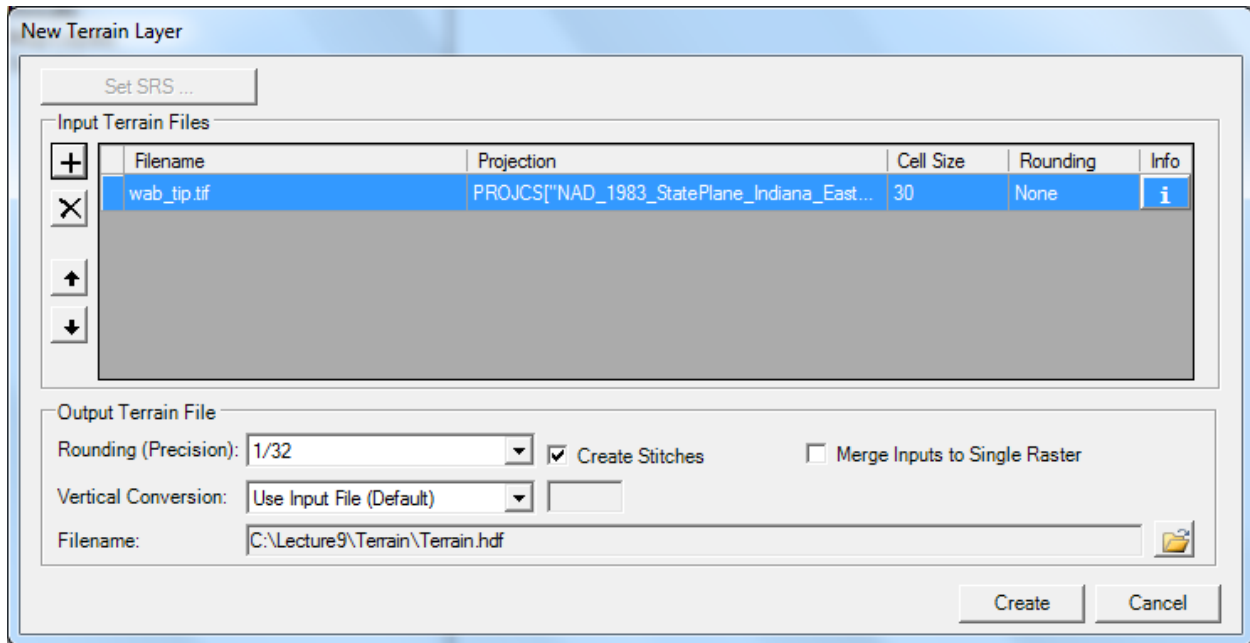 New Terrain Layer
Set SRS ...
Input Terrain Files
Filename Projection Cell Size Rounding Info
wab_tip.tif PROJCS["NAD_1983_StatePlane_Indiana_East... 30 None i
Output Terrain File
Rounding (Precision): 1/32 Create Stitches Merge Inputs to Single Raster
Vertical Conversion: Use Input File (Default)
Filename: C:\Lecture9\Terrain\Terrain.hdf
Create Cancel